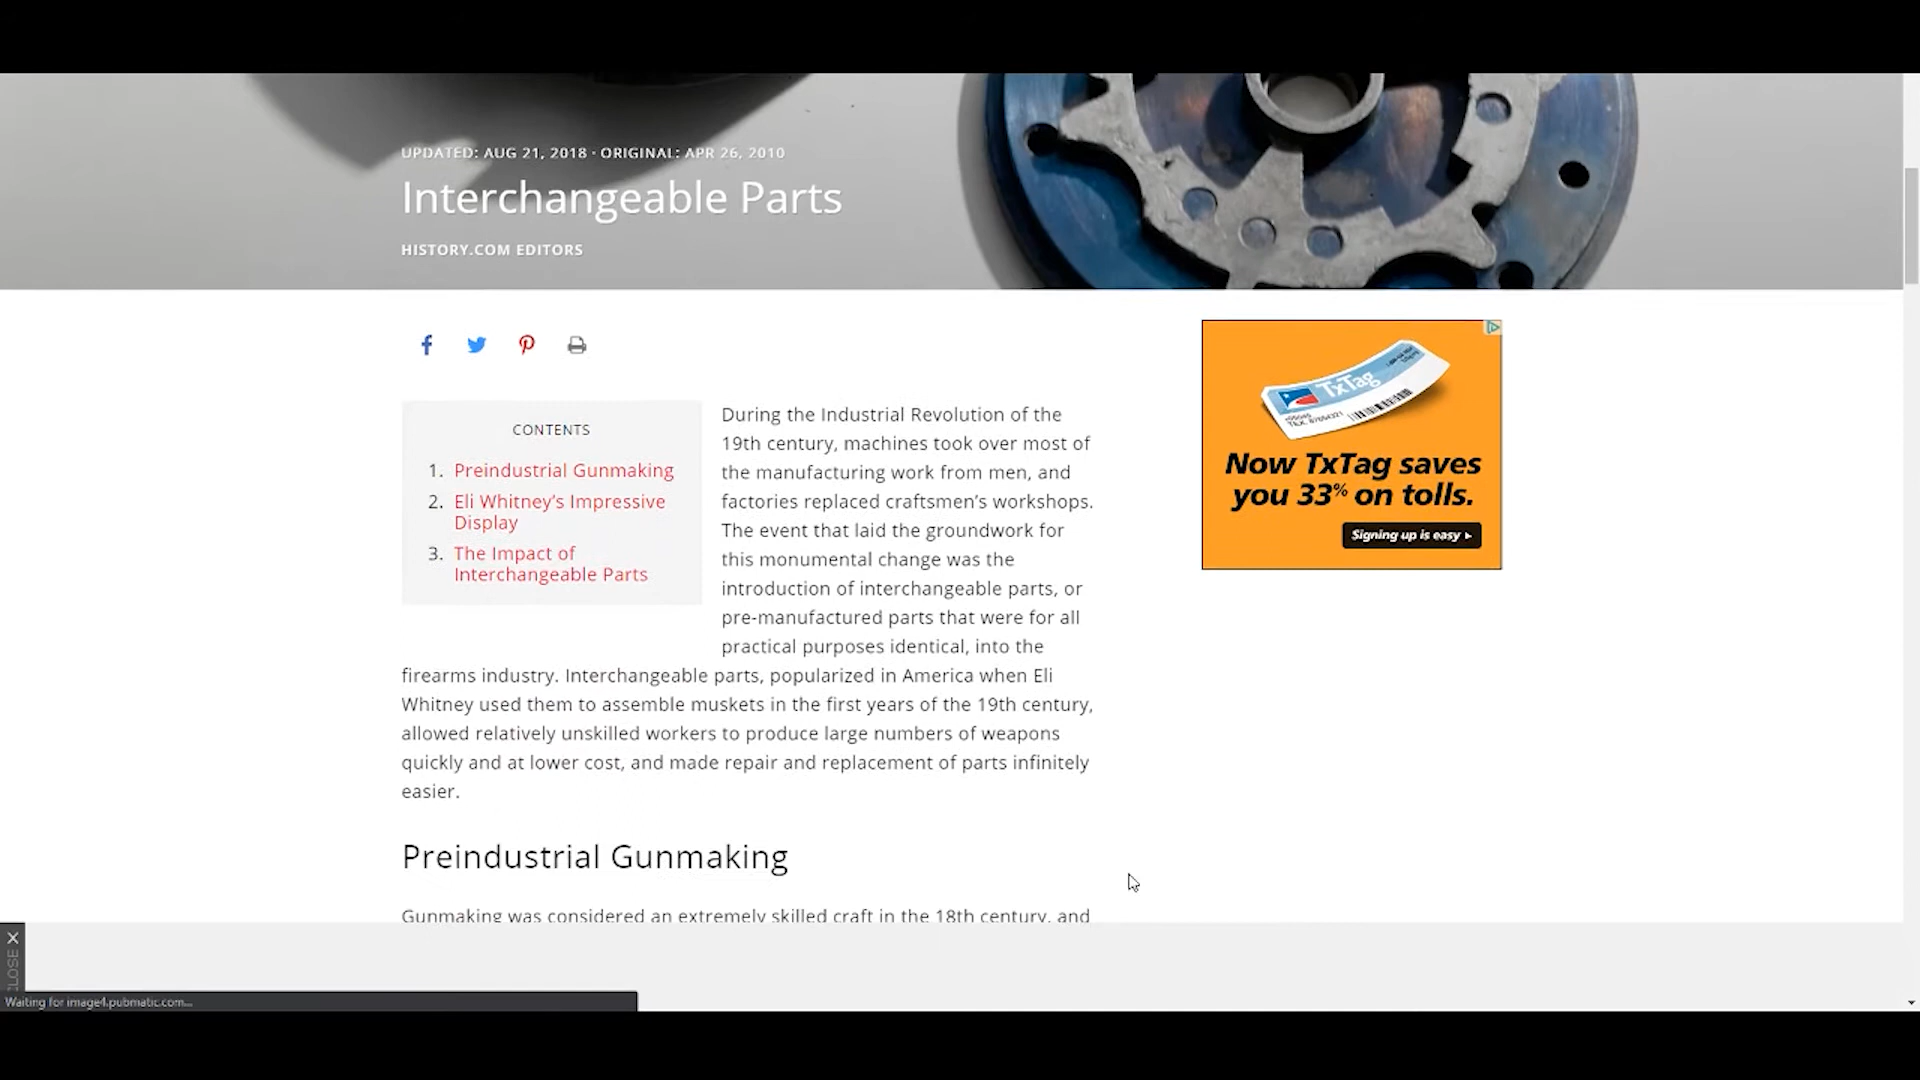 UPDATED: AUG 21, 2018 · ORIGINAL: APR 26, 2010
Interchangeable Parts
HISTORY.COM EDITORS
CONTENTS
1. Preindustrial Gunmaking
2. Eli Whitney’s Impressive
Display
3. The Impact of
Interchangeable Parts
During the Industrial Revolution of the
19th century, machines took over most of
the manufacturing work from men, and
factories replaced craftsmen’s workshops.
The event that laid the groundwork for
this monumental change was the
introduction of interchangeable parts, or
pre-manufactured parts that were for all
practical purposes identical, into the
firearms industry. Interchangeable parts, popularized in America when Eli
Whitney used them to assemble muskets in the first years of the 19th century,
allowed relatively unskilled workers to produce large numbers of weapons
quickly and at lower cost, and made repair and replacement of parts infinitely
easier.
TxTag
Now TxTag saves
you 33% on tolls.
Signing up is easy
Preindustrial Gunmaking
Gunmaking was considered an extremely skilled craft in the 18th century, and
CLOSE
Waiting for image4.pubmatic.com...